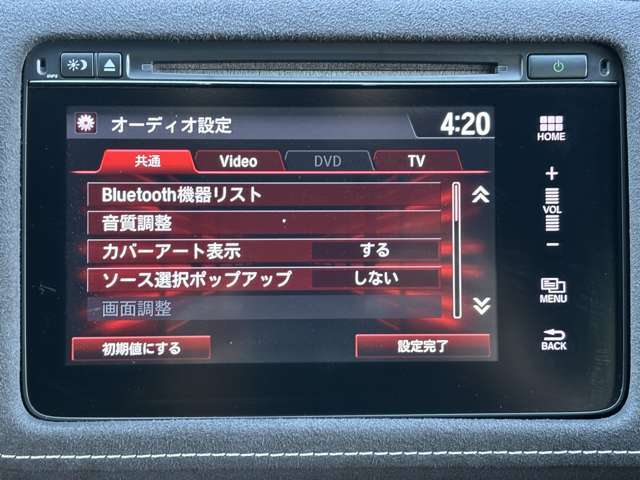 オーディオ設定 4:20
共通 Video DVD TV
Bluetooth機器リスト
音質調整
カバーアート表示 する
ソース選択ポップアップ しない
画面調整
初期値にする 設定完了
HOME
+
VOL
−
MENU
BACK